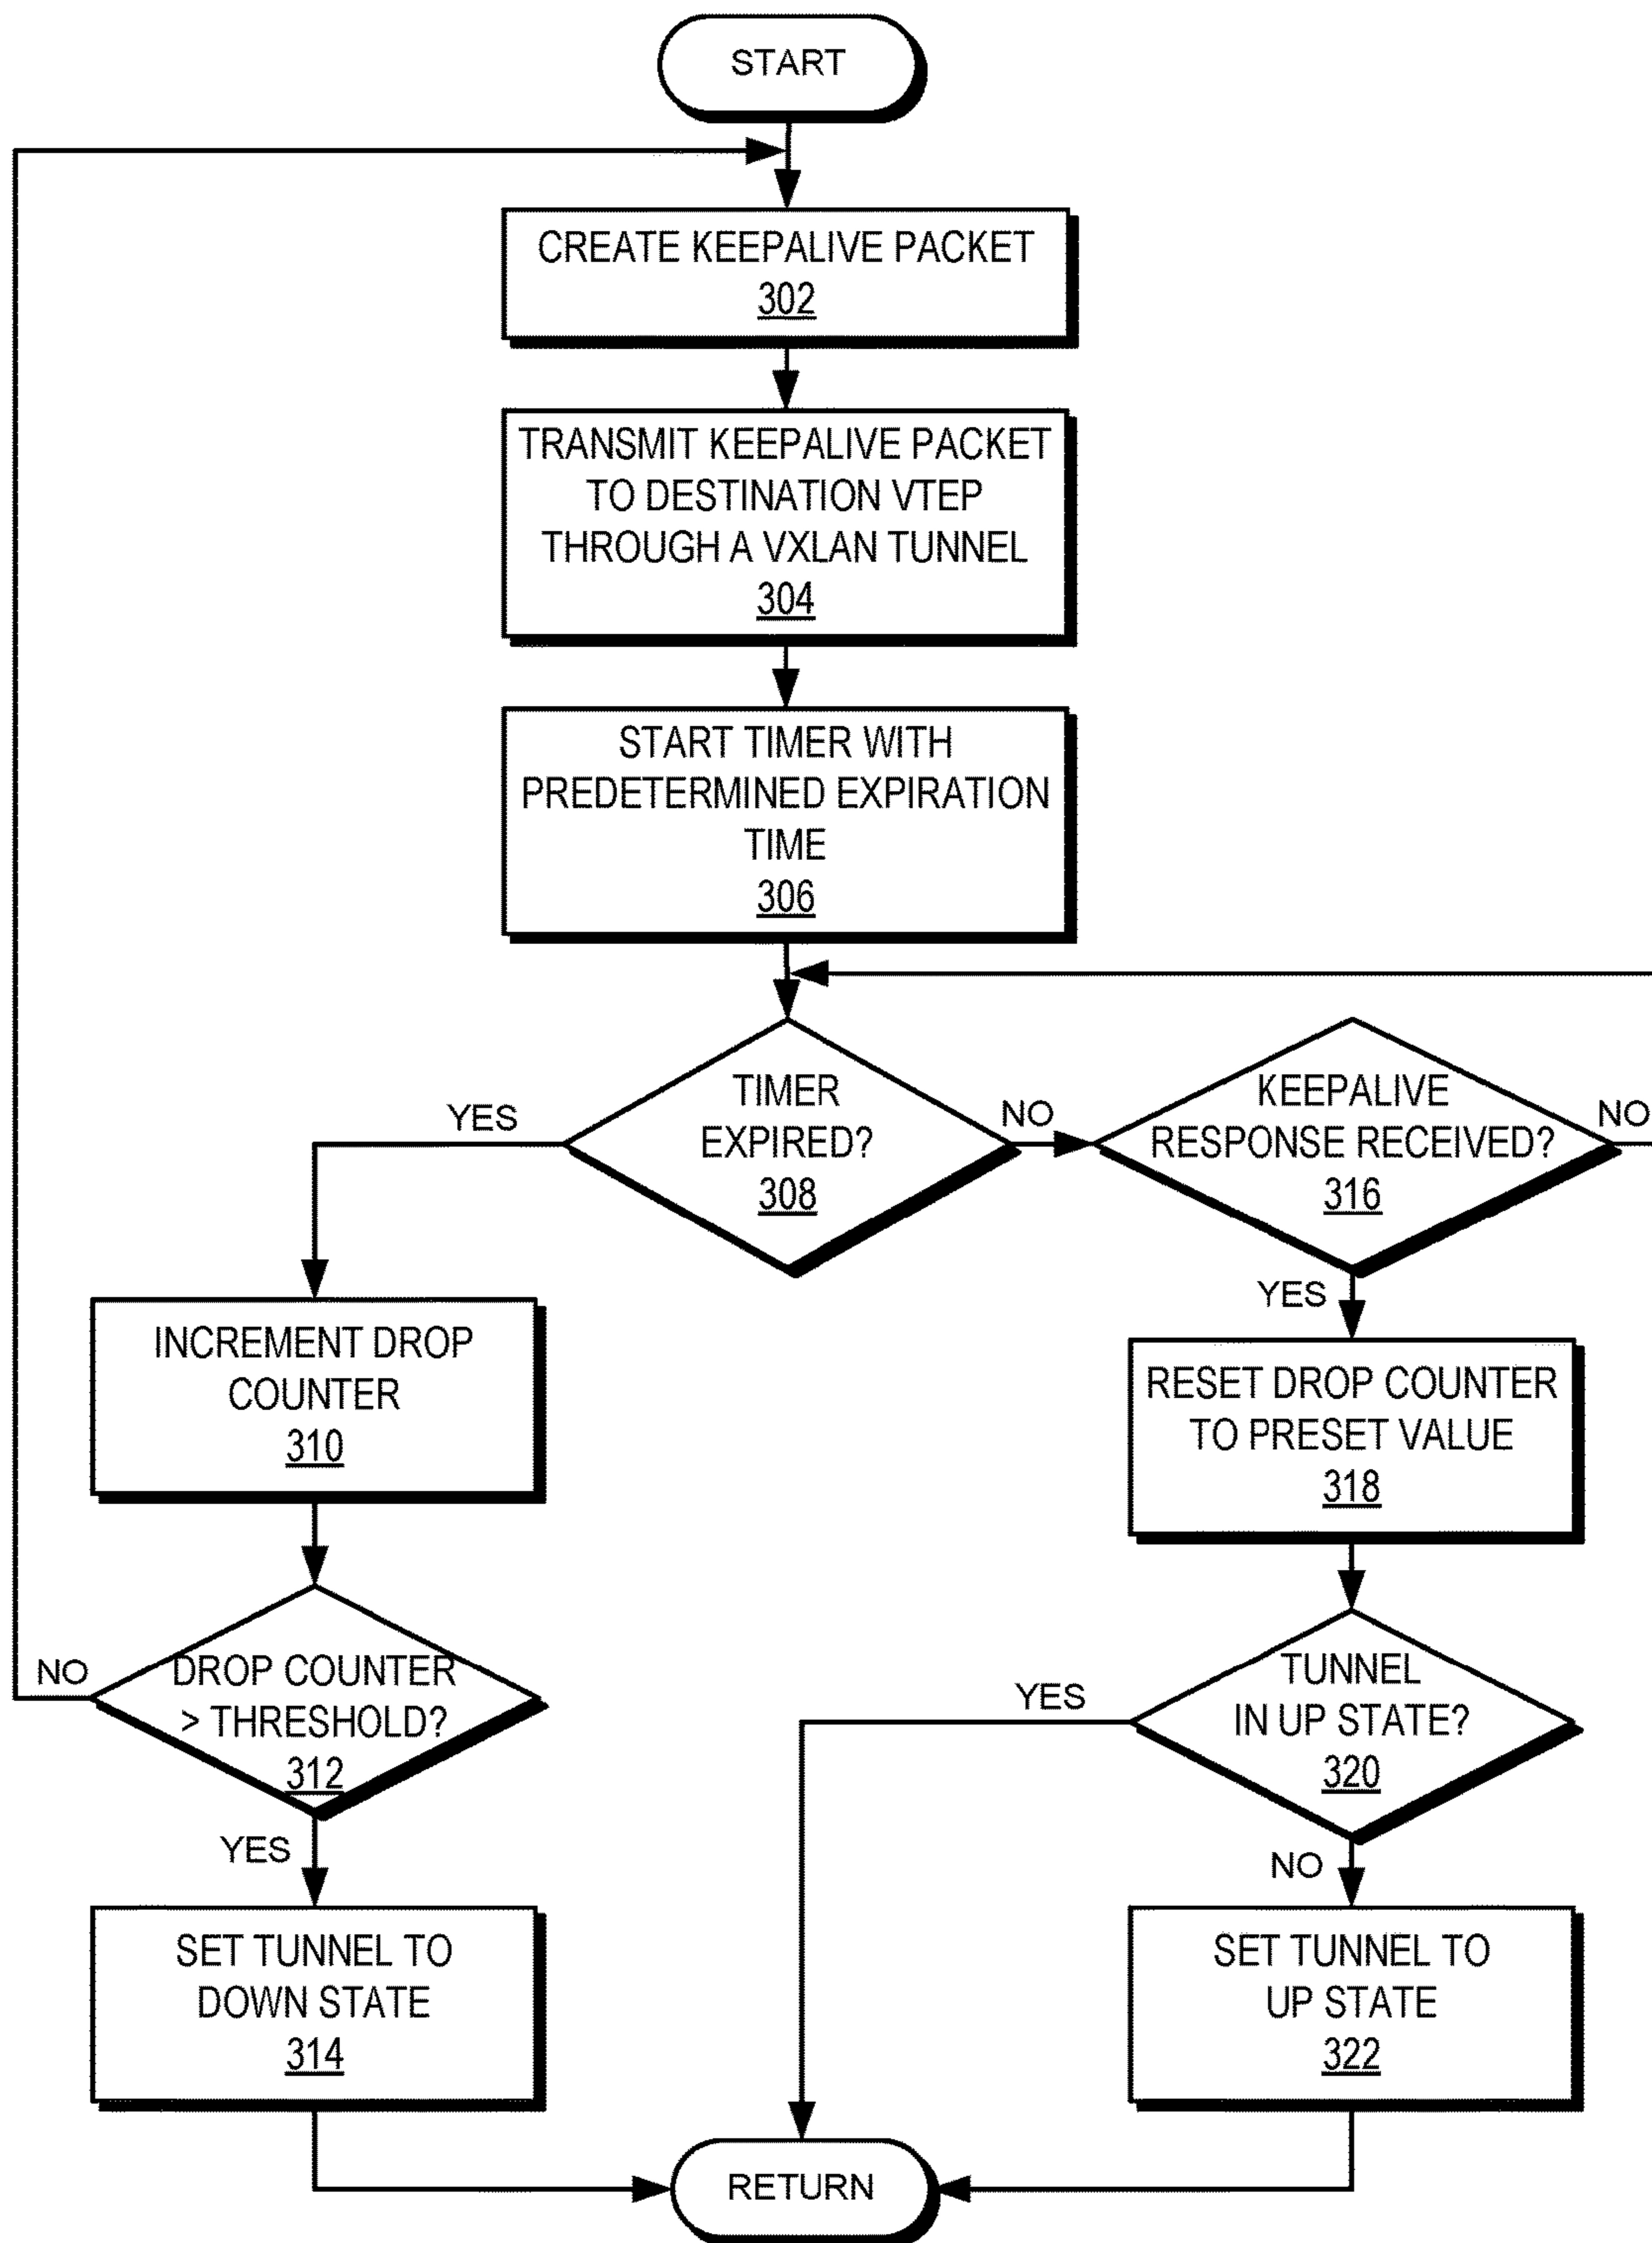 START
CREATE KEEPALIVE PACKET
302
TRANSMIT KEEPALIVE PACKET
TO DESTINATION VTEP
THROUGH A VXLAN TUNNEL
304
START TIMER WITH
PREDETERMINED EXPIRATION
TIME
306
TIMER
EXPIRED?
308
YES
NO
KEEPALIVE
RESPONSE RECEIVED?
316
NO
YES
INCREMENT DROP
COUNTER
310
RESET DROP COUNTER
TO PRESET VALUE
318
DROP COUNTER
> THRESHOLD?
312
NO
YES
TUNNEL
IN UP STATE?
320
YES
NO
SET TUNNEL TO
DOWN STATE
314
SET TUNNEL TO
UP STATE
322
RETURN